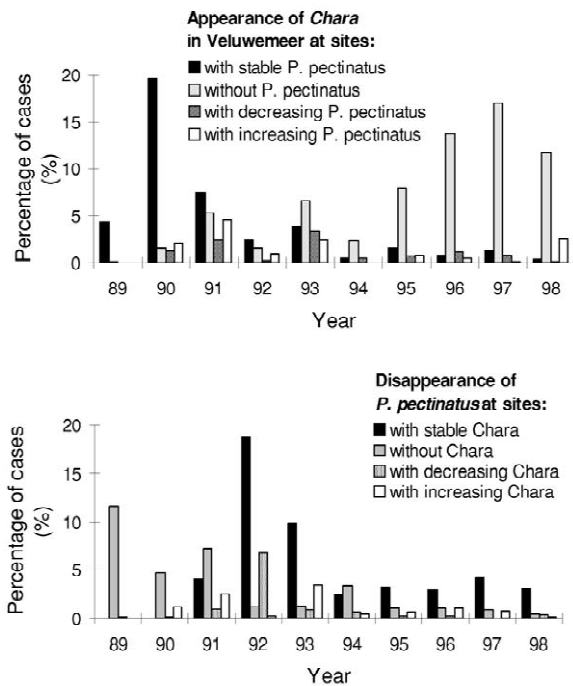 Appearance of Chara
in Veluwemeer at sites:
with stable P. pectinatus
without P. pectinatus
with decreasing P. pectinatus
with increasing P. pectinatus
Percentage of cases
(%)
20
15
10
5
0
89 90 91 92 93 94 95 96 97 98
Year
Disappearance of
P. pectinatus at sites:
with stable Chara
without Chara
with decreasing Chara
with increasing Chara
Percentage of cases
(%)
20
15
10
5
0
89 90 91 92 93 94 95 96 97 98
Year